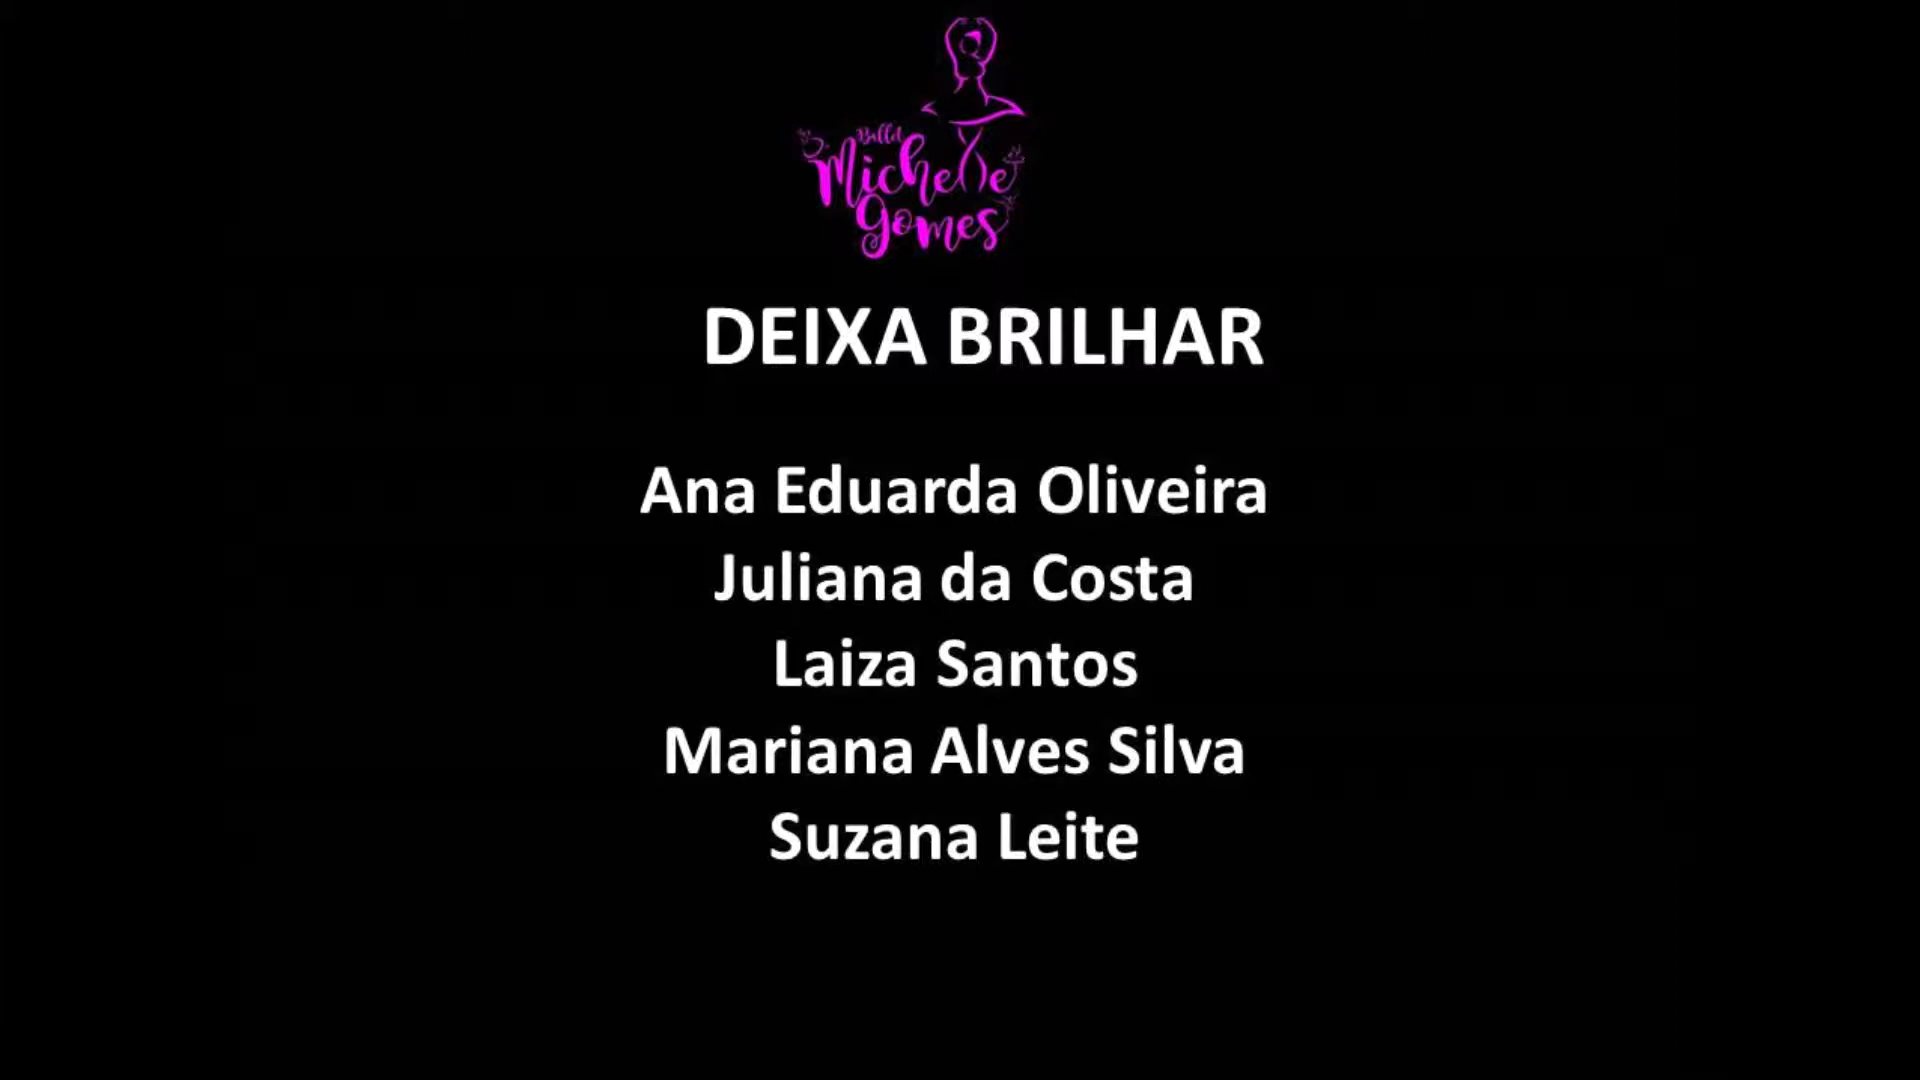 Ballet
Michelle
Gomes
DEIXA BRILHAR
Ana Eduarda Oliveira
Juliana da Costa
Laiza Santos
Mariana Alves Silva
Suzana Leite